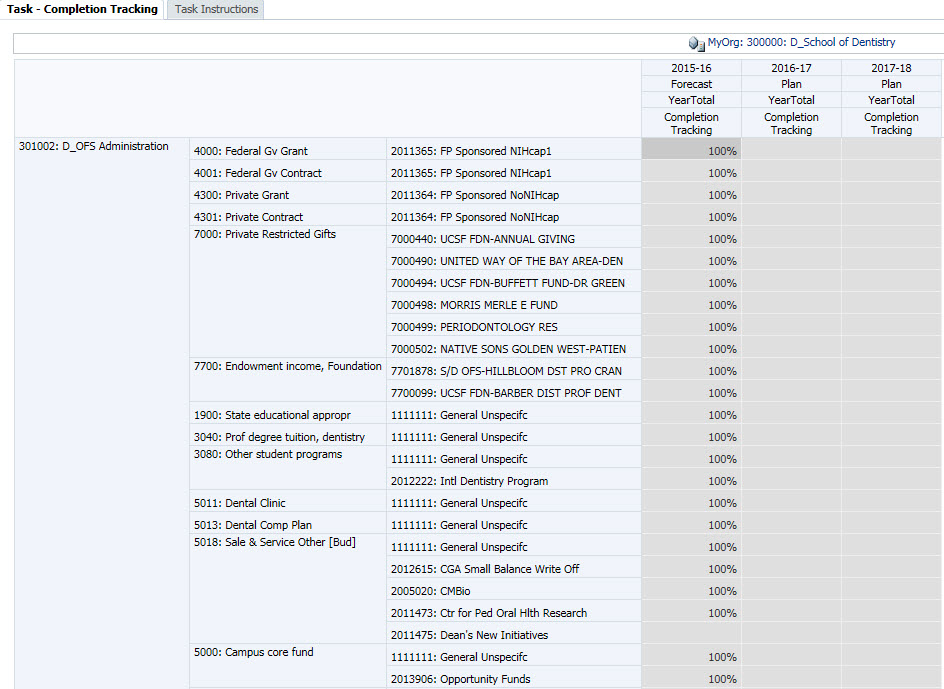 Task - Completion Tracking Task Instructions
MyOrg: 300000: D_School of Dentistry
2015-16 2016-17 2017-18
Forecast Plan Plan
YearTotal YearTotal YearTotal
Completion Completion Completion
Tracking Tracking Tracking
301002: D_OFS Administration 4000: Federal Gv Grant 2011365: FP Sponsored NIHcap1 100%
4001: Federal Gv Contract 2011365: FP Sponsored NIHcap1 100%
4300: Private Grant 2011364: FP Sponsored NoNIHcap 100%
4301: Private Contract 2011364: FP Sponsored NoNIHcap 100%
7000: Private Restricted Gifts 7000440: UCSF FDN-ANNUAL GIVING 100%
7000490: UNITED WAY OF THE BAY AREA-DEN 100%
7000494: UCSF FDN-BUFFETT FUND-DR GREEN 100%
7000498: MORRIS MERLE E FUND 100%
7000499: PERIODONTOLOGY RES 100%
7000502: NATIVE SONS GOLDEN WEST-PATIEN 100%
7700: Endowment income, Foundation 7701878: S/D OFS-HILLBLOOM DST PRO CRAN 100%
7700099: UCSF FDN-BARBER DIST PROF DENT 100%
1900: State educational appropr 1111111: General Unspecifc 100%
3040: Prof degree tuition, dentistry 1111111: General Unspecifc 100%
3080: Other student programs 1111111: General Unspecifc 100%
2012222: Intl Dentistry Program 100%
5011: Dental Clinic 1111111: General Unspecifc 100%
5013: Dental Comp Plan 1111111: General Unspecifc 100%
5018: Sale & Service Other [Bud] 1111111: General Unspecifc 100%
2012615: CGA Small Balance Write Off 100%
2005020: CMBio 100%
2011473: Ctr for Ped Oral Hlth Research 100%
2011475: Dean's New Initiatives
5000: Campus core fund 1111111: General Unspecifc 100%
2013906: Opportunity Funds 100%